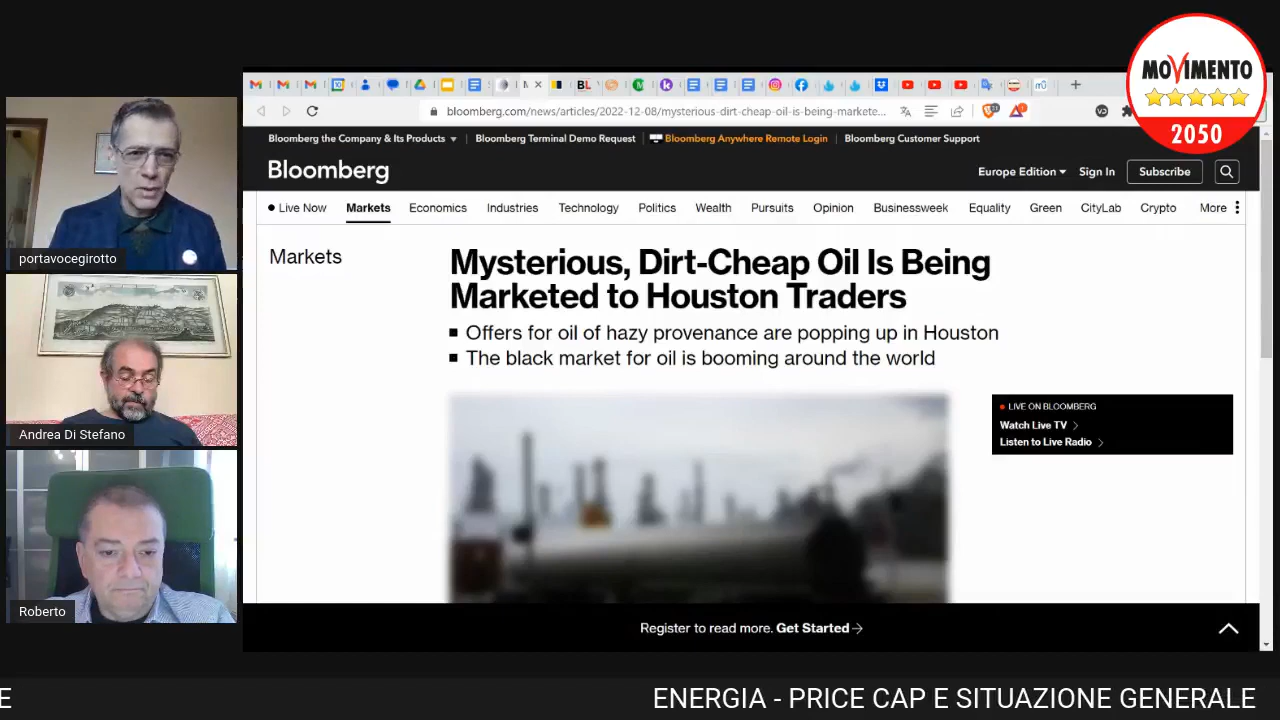 MOVIMENTO
2050
bloomberg.com/news/articles/2022-12-08/mysterious-dirt-cheap-oil-is-being-markete...
Bloomberg the Company & Its Products
Bloomberg Terminal Demo Request
Bloomberg Anywhere Remote Login
Bloomberg Customer Support
Bloomberg
Europe Edition
Sign In
Subscribe
Live Now
Markets
Economics
Industries
Technology
Politics
Wealth
Pursuits
Opinion
Businessweek
Equality
Green
CityLab
Crypto
More
Markets
Mysterious, Dirt-Cheap Oil Is Being
Marketed to Houston Traders
Offers for oil of hazy provenance are popping up in Houston
The black market for oil is booming around the world
LIVE ON BLOOMBERG
Watch Live TV
Listen to Live Radio
Register to read more. Get Started
portavocegirotto
Andrea Di Stefano
Roberto
E
ENERGIA - PRICE CAP E SITUAZIONE GENERALE